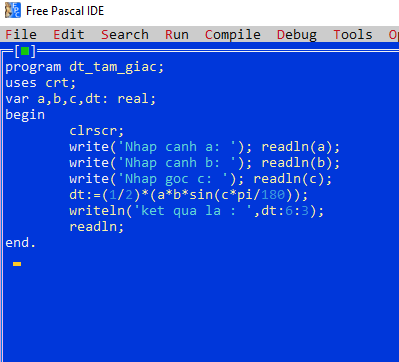 Free Pascal IDE
File Edit Search Run Compile Debug Tools
program dt_tam_giac;
uses crt;
var a,b,c,dt: real;
begin
clrscr;
write('Nhap canh a: '); readln(a);
write('Nhap canh b: '); readln(b);
write('Nhap goc c: '); readln(c);
dt:=(1/2)*(a*b*sin(c*pi/180));
writeln('ket qua la : ',dt:6:3);
readln;
end.